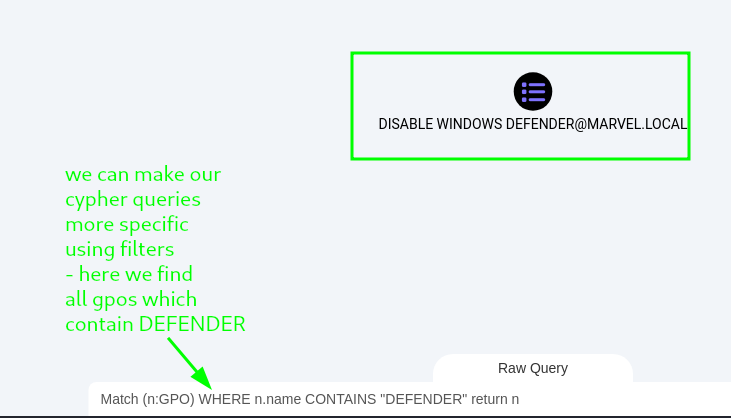 DISABLE WINDOWS DEFENDER@MARVEL.LOCAL
we can make our
cypher queries
more specific
using filters
- here we find
all gpos which
contain DEFENDER
Raw Query
Match (n:GPO) WHERE n.name CONTAINS "DEFENDER" return n